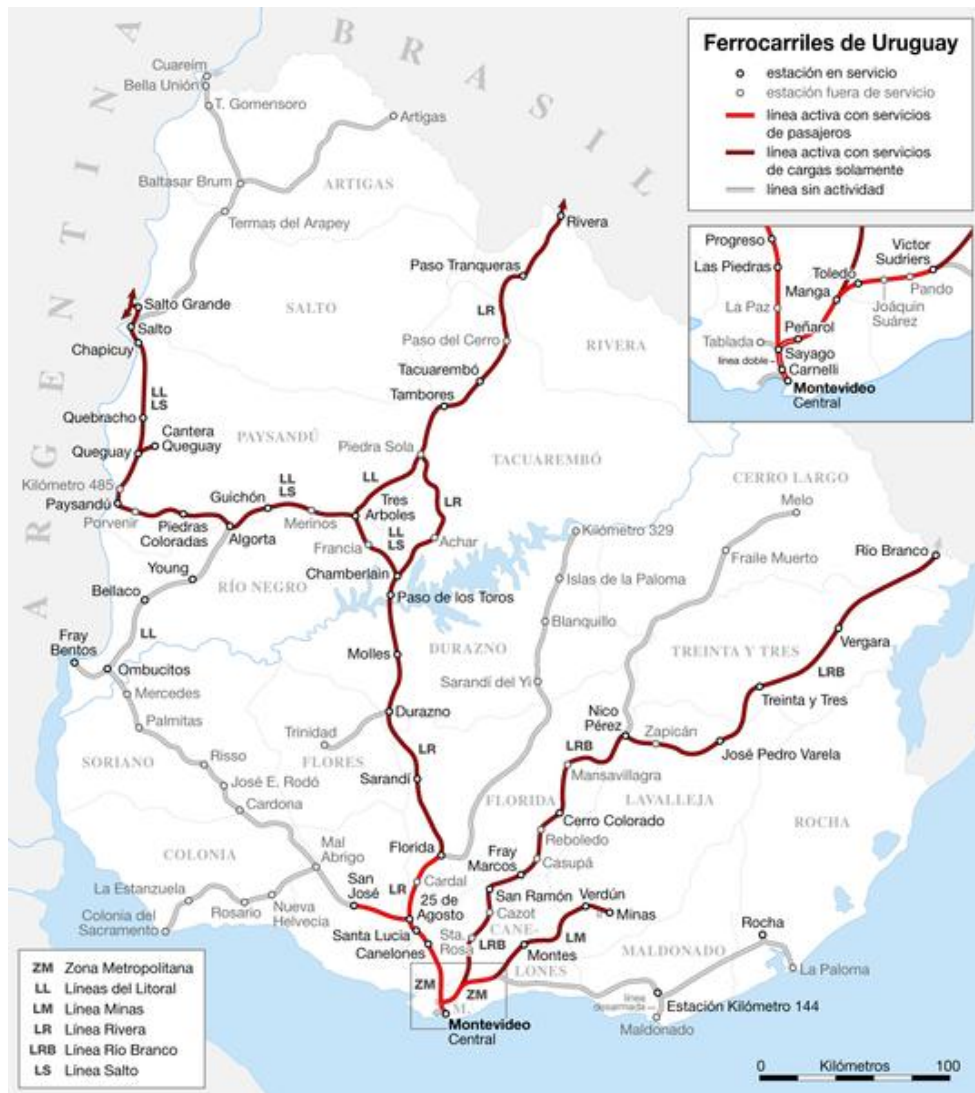 BRASIL
ARGENTINA
Ferrocarriles de Uruguay
estación en servicio
estación fuera de servicio
línea activa con servicios
de pasajeros
línea activa con servicios
de cargas solamente
línea sin actividad
Cuareim
Bella Unión
T. Gomensoro
Artigas
Baltasar Brum
ARTIGAS
Termas del Arapey
Rivera
Paso Tranqueras
Salto Grande
SALTO
LR
Salto
Paso del Cerro
RIVERA
Chapicuy
Tacuarembó
LL
LS
Tambores
Quebracho
Cantera
Queguay
PAYSANDÚ
Queguay
Piedra Sola
TACUAREMBÓ
Kilómetro 485
LL
LS
LL
CERRO LARGO
Paysandú
Guichón
Tres
Arboles
LR
Melo
Porvenir
Piedras
Coloradas
Merinos
Algorta
Francia
LL
LS
Achar
Kilómetro 329
Fraile Muerto
Río Branco
Young
RÍO NEGRO
Chamberlain
Islas de la Paloma
Bellaco
Paso de los Toros
Blanquillo
LL
Fray
Bentos
Ombucitos
Molles
DURAZNO
Vergara
TREINTA Y TRES
Mercedes
Sarandí del Yi
LRB
Treinta y Tres
Palmitas
Durazno
Nico
Pérez
Trinidad
Zapicán
José Pedro Varela
SORIANO
Risso
FLORES
LR
LRB
Mansavillagra
José E. Rodó
Sarandí
Cardona
FLORIDA
LAVALLEJA
Cerro Colorado
ROCHA
Reboledo
COLONIA
Mal
Abrigo
Florida
Fray
Marcos
Casupá
La Estanzuela
San
José
LR
Cardal
San Ramón
Verdún
Colonia del
Sacramento
Rosario
Nueva
Helvecia
25 de
Agosto
Cazot
Minas
Santa Lucia
Sta.
Rosa
CANE-
LONES
LM
Rocha
Canelones
LRB
Montes
MALDONADO
La Paloma
ZM
ZM
línea
desarmada
Estación Kilómetro 144
M.
Maldonado
Montevideo
Central
Progreso
Victor
Sudriers
Las Piedras
Toledo
Manga
Pando
La Paz
Joáquin
Suárez
Peñarol
Tablada
línea doble
Sayago
Carnelli
Montevideo
Central
ZM Zona Metropolitana
LL Líneas del Litoral
LM Línea Minas
LR Línea Rivera
LRB Línea Río Branco
LS Línea Salto
0 Kilómetros 100